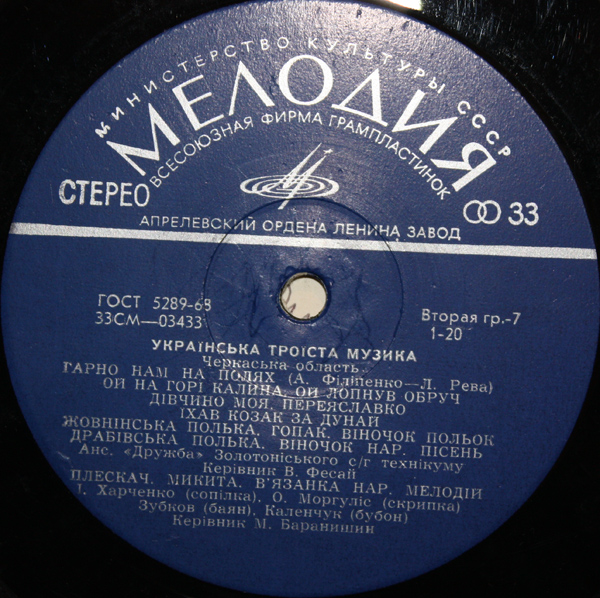 МИНИСТЕРСТВО КУЛЬТУРЫ СССР
МЕЛОДИЯ
ВСЕСОЮЗНАЯ ФИРМА ГРАМПЛАСТИНОК
СТЕРЕО
33
АПРЕЛЕВСКИЙ ОРДЕНА ЛЕНИНА ЗАВОД
ГОСТ 5289-68
33СМ—03433
Вторая гр.-7
1-20
УКРАЇНСЬКА ТРОЇСТА МУЗИКА
Черкаська область
ГАРНО НАМ НА ПОЛЯХ (А. Філіпенко—Л. Рева)
ОЙ НА ГОРІ КАЛИНА, ОЙ ЛОПНУВ ОБРУЧ
ДІВЧИНО МОЯ, ПЕРЕЯСЛАВКО
ЇХАВ КОЗАК ЗА ДУНАЙ
ЖОВНІНСЬКА ПОЛЬКА. ГОПАК. ВІНОЧОК ПОЛЬОК
ДРАБІВСЬКА ПОЛЬКА. ВІНОЧОК НАР. ПІСЕНЬ
Анс. «Дружба» Золотоніського с/г технікуму
Керівник В. Фесай
ПЛЕСКАЧ. МИКИТА. В'ЯЗАНКА НАР. МЕЛОДІЙ
І. Харченко (сопілка). О. Моргуліс (скрипка)
Зубков (баян). Каленчук (бубон)
Керівник М. Баранишин